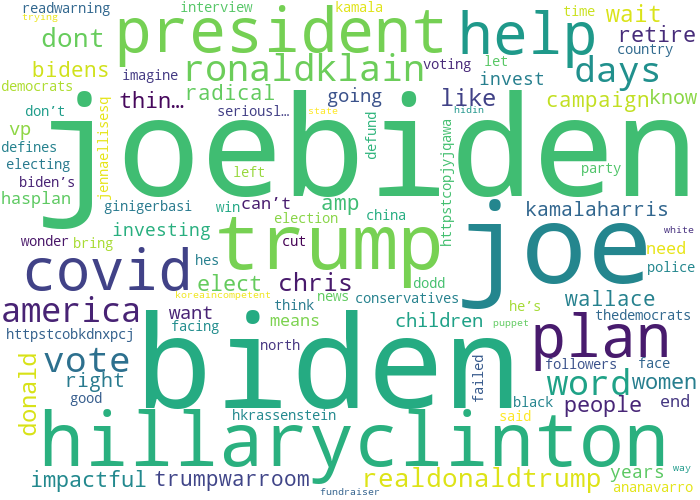 readwarning
interview
kamala
time
wait
trying
president
help
retire
dont
country
ronaldklain
voting
let
bidens
imagine
invest
days
democrats
radical
thin…
going
like
campaign
know
don't
seriousl…
hidin
state
joebiden
vp
jennaellisesq
defund
httpstcopjyjqawa
defines
electing
left
party
biden's
hasplan
ginigerbasi
win
can't
amp
kamalaharris
china
election
investing
trump
joe
white
wonder
bring
hes
cut
need
covid
elect
chris
dodd
police
koreaincompetent
news
conservatives
he's
wallace
america
want
think
means
children
puppet
thedemocrats
facing
httpstcobkdnxpcj
biden
plan
north
vote
followers
face
failed
right
word
women
donald
good
black
people
end
hkrassenstein
said
hillaryclinton
impactful
trumpwarroom
realdonaldtrump
years
way
ananavarro
fundraiser